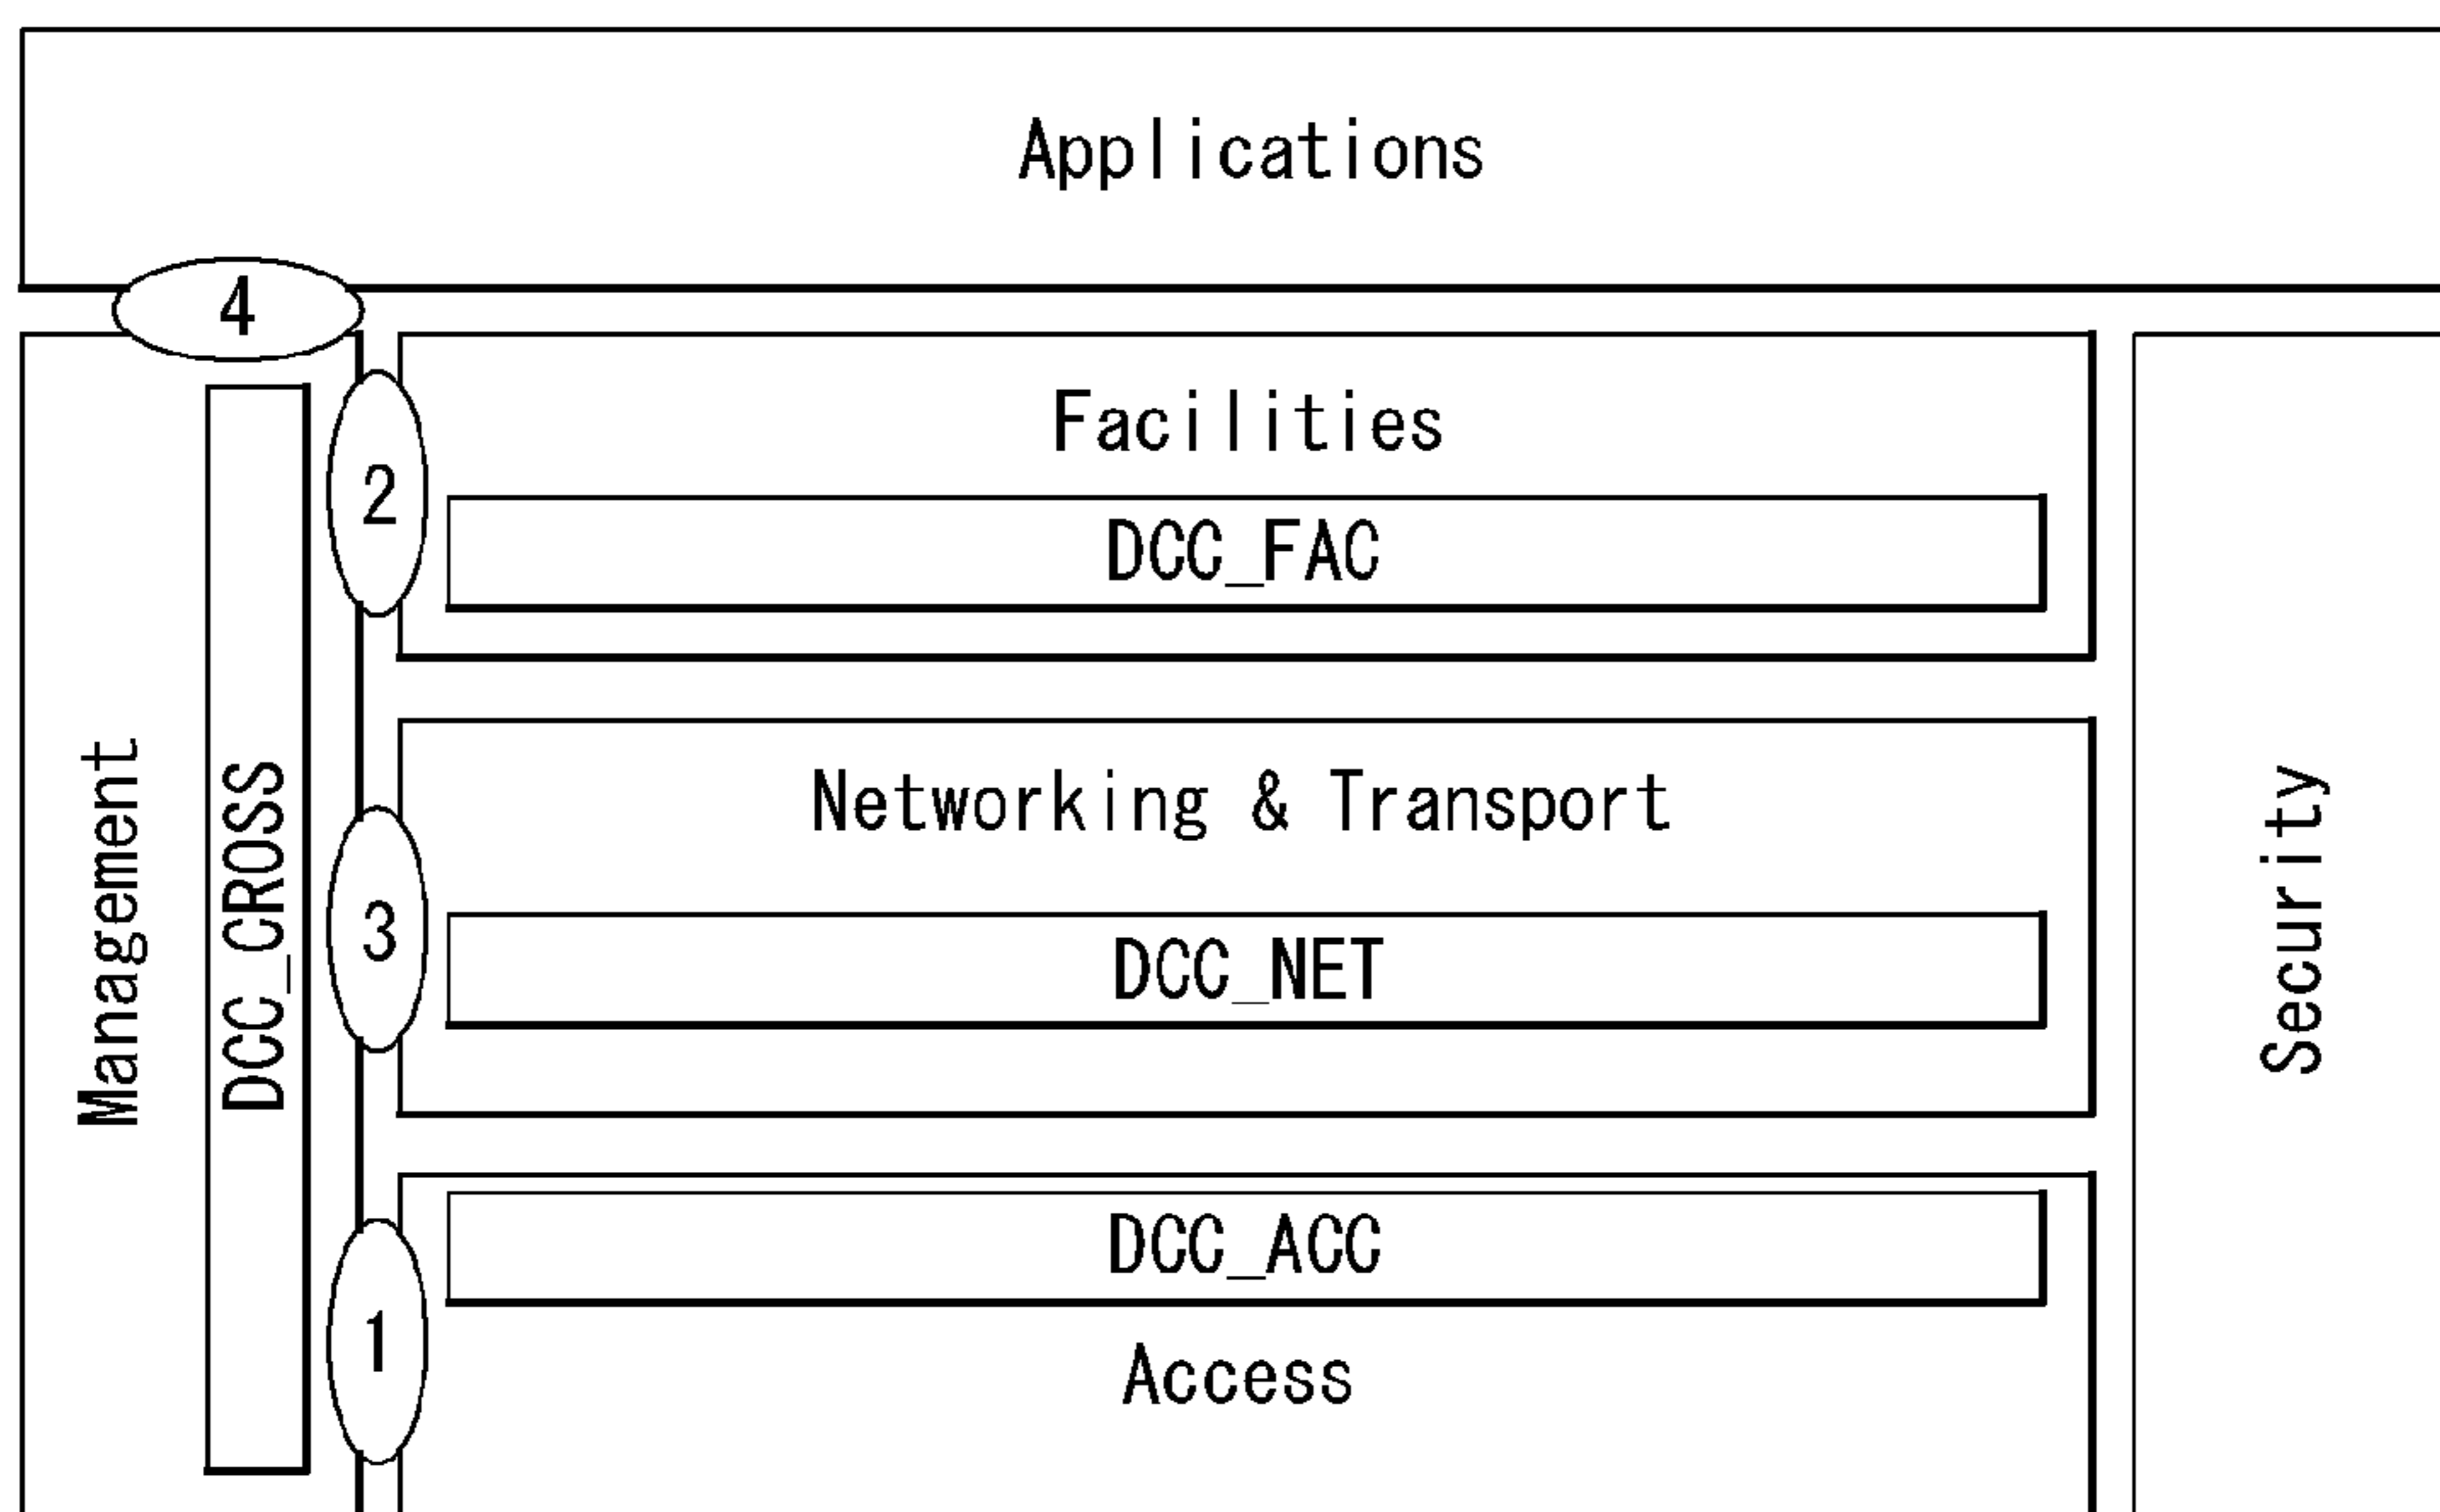 Applications
4
Facilities
2
DCC_FAC
Management
DCC_CROSS
Networking & Transport
3
DCC_NET
Security
DCC_ACC
1
Access